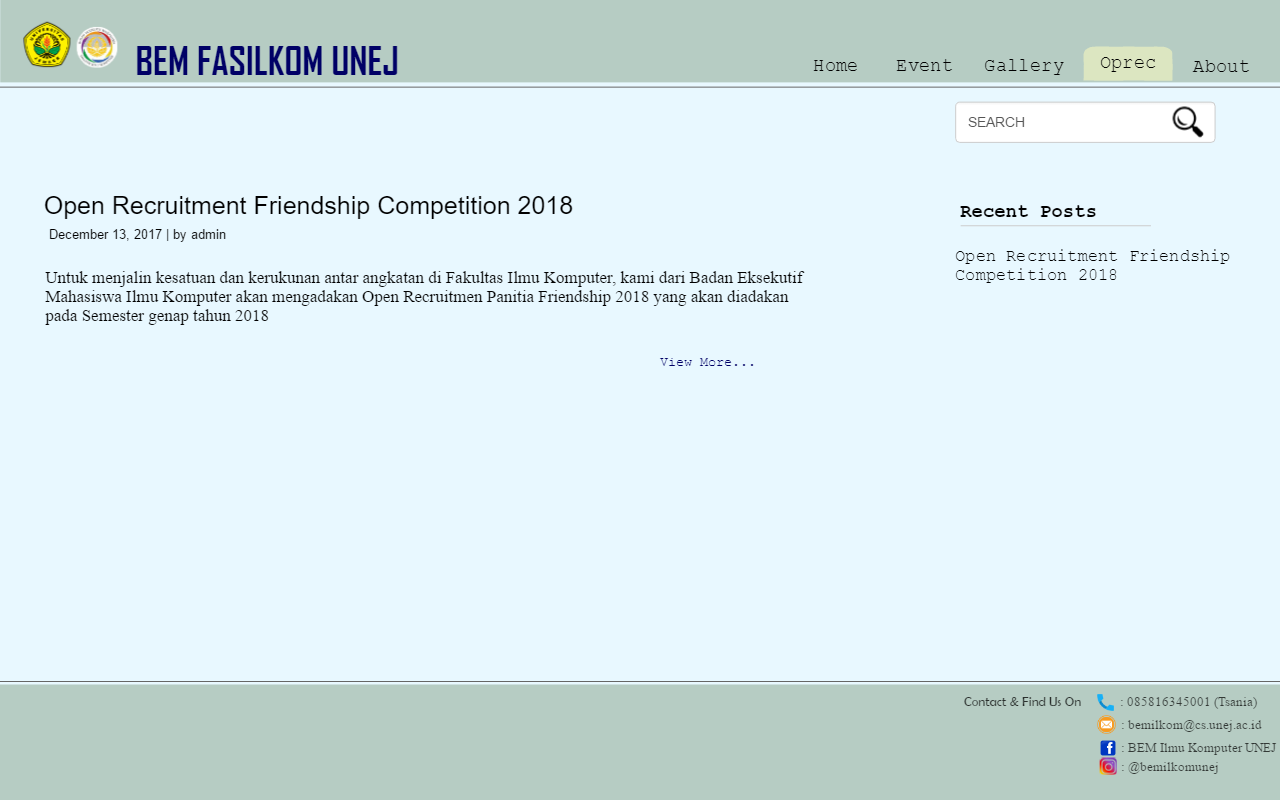 BEM FASILKOM UNEJ
Home
Event
Gallery
Oprec
About
SEARCH
Open Recruitment Friendship Competition 2018
December 13, 2017 | by admin
Untuk menjalin kesatuan dan kerukunan antar angkatan di Fakultas Ilmu Komputer, kami dari Badan Eksekutif
Mahasiswa Ilmu Komputer akan mengadakan Open Recruitmen Panitia Friendship 2018 yang akan diadakan
pada Semester genap tahun 2018
View More...
Recent Posts
Open Recruitment Friendship
Competition 2018
Contact & Find Us On
: 085816345001 (Tsania)
: bemilkom@cs.unej.ac.id
: BEM Ilmu Komputer UNEJ
: @bemilkomunej